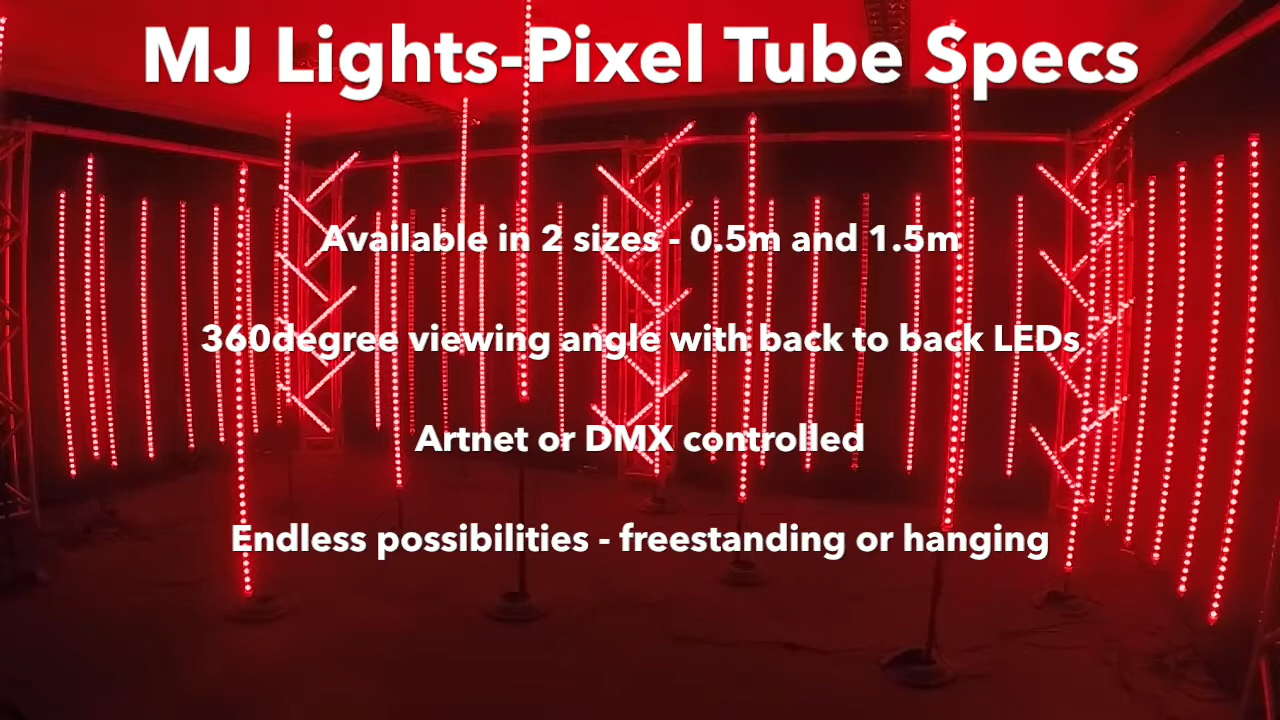 MJ Lights-Pixel Tube Specs
Available in 2 sizes - 0.5m and 1.5m
360degree viewing angle with back to back LEDs
Artnet or DMX controlled
Endless possibilities - freestanding or hanging